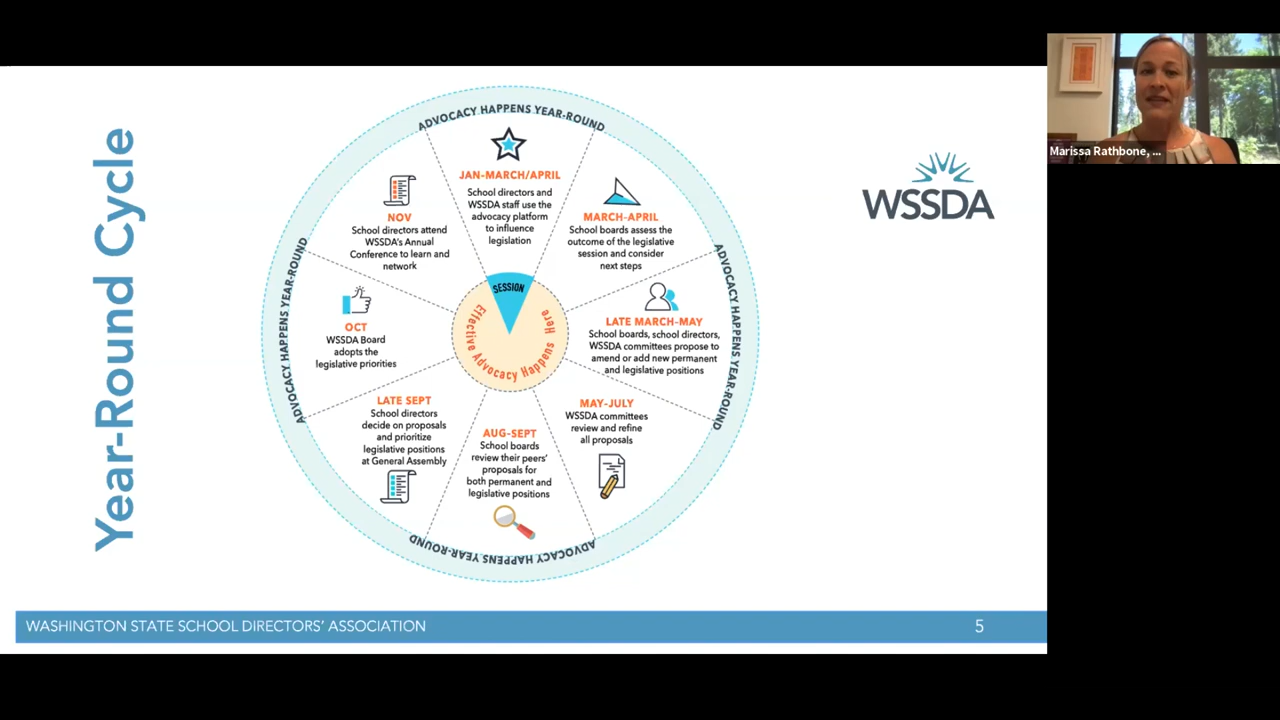 Year-Round Cycle
ADVOCACY HAPPENS YEAR-ROUND
JAN-MARCH/APRIL
School directors and
WSSDA staff use the
advocacy platform
to influence
legislation
MARCH-APRIL
School boards assess the
outcome of the legislative
session and consider
next steps
ADVOCACY HAPPENS YEAR-ROUND
LATE MARCH-MAY
School boards, school directors,
WSSDA committees propose to
amend or add new permanent
and legislative positions
MAY-JULY
WSSDA committees
review and refine
all proposals
AUG-SEPT
School boards
review their peers'
proposals for
both permanent and
legislative positions
ADVOCACY HAPPENS YEAR-ROUND
LATE SEPT
School directors
decide on proposals
and prioritize
legislative positions
at General Assembly
OCT
WSSDA Board
adopts the
legislative priorities
ADVOCACY HAPPENS YEAR-ROUND
NOV
School directors attend
WSSDA's Annual
Conference to learn and
network
SESSION
Effective Advocacy Happens Here
WSSDA
Marissa Rathbone, ...
WASHINGTON STATE SCHOOL DIRECTORS' ASSOCIATION
5